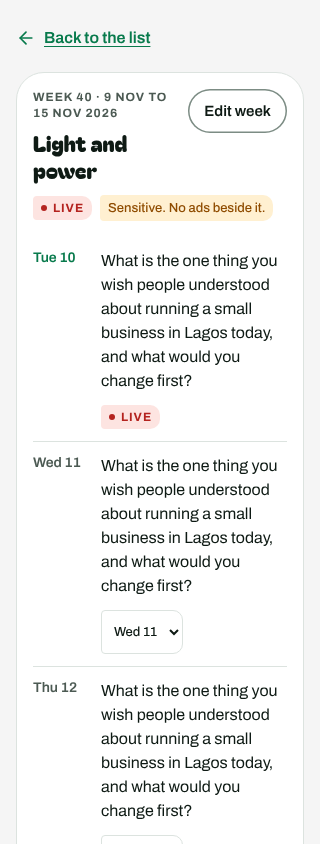 Back to the list
WEEK 40 · 9 NOV TO
15 NOV 2026
Edit week
Light and
power
LIVE
Sensitive. No ads beside it.
Tue 10
What is the one thing you
wish people understood
about running a small
business in Lagos today,
and what would you
change first?
LIVE
Wed 11
What is the one thing you
wish people understood
about running a small
business in Lagos today,
and what would you
change first?
Wed 11
Thu 12
What is the one thing you
wish people understood
about running a small
business in Lagos today,
and what would you
change first?